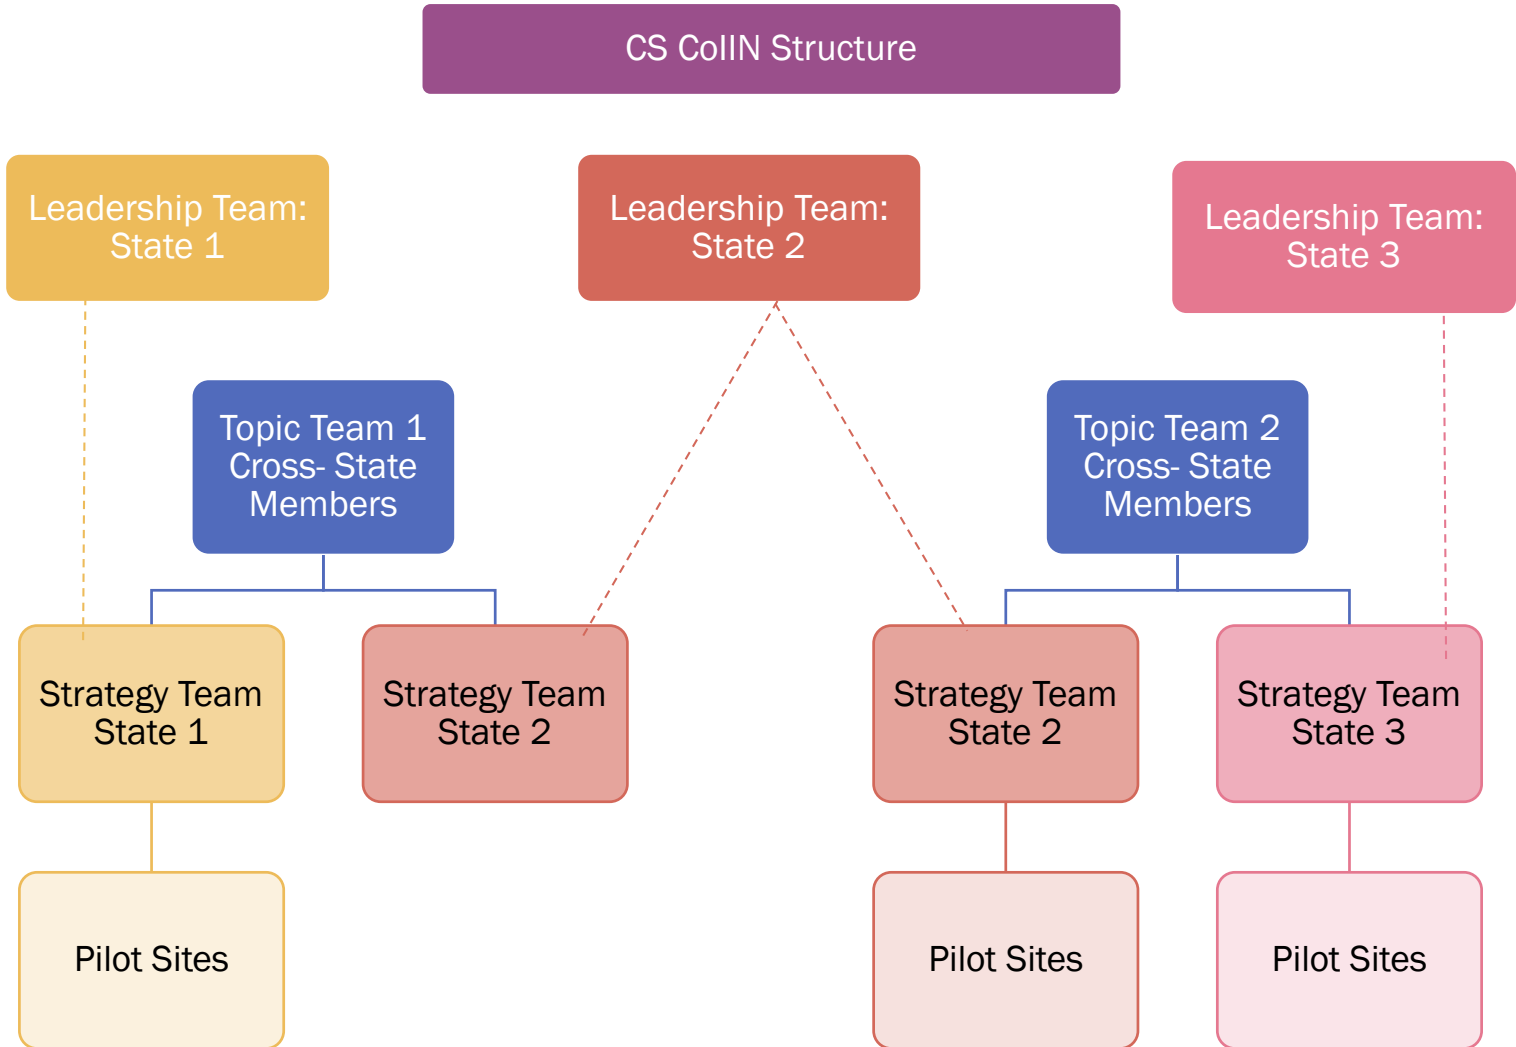 CS CoIIN Structure
Leadership Team:
State 1
Leadership Team:
State 2
Leadership Team:
State 3
Topic Team 1
Cross- State
Members
Topic Team 2
Cross- State
Members
Strategy Team
State 1
Strategy Team
State 2
Strategy Team
State 2
Strategy Team
State 3
Pilot Sites
Pilot Sites
Pilot Sites